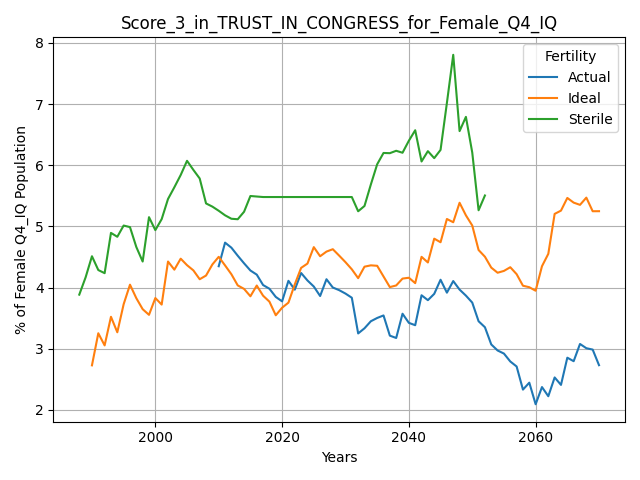 Score_3_in_TRUST_IN_CONGRESS_for_Female_Q4_IQ
Fertility
Actual
Ideal
Sterile
% of Female Q4_IQ Population
8
7
6
5
4
3
2
2000
2020
2040
2060
Years